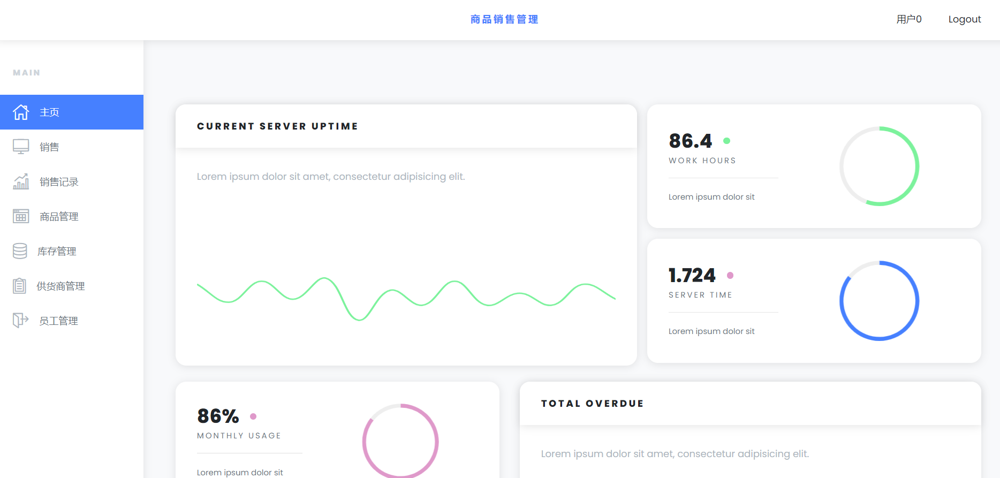 商品销售管理
用户0
Logout
MAIN
主页
销售
销售记录
商品管理
库存管理
供货商管理
员工管理
CURRENT SERVER UPTIME
Lorem ipsum dolor sit amet, consectetur adipisicing elit.
86.4
WORK HOURS
Lorem ipsum dolor sit
1.724
SERVER TIME
Lorem ipsum dolor sit
86%
MONTHLY USAGE
Lorem ipsum dolor sit
TOTAL OVERDUE
Lorem ipsum dolor sit amet, consectetur adipisicing elit.